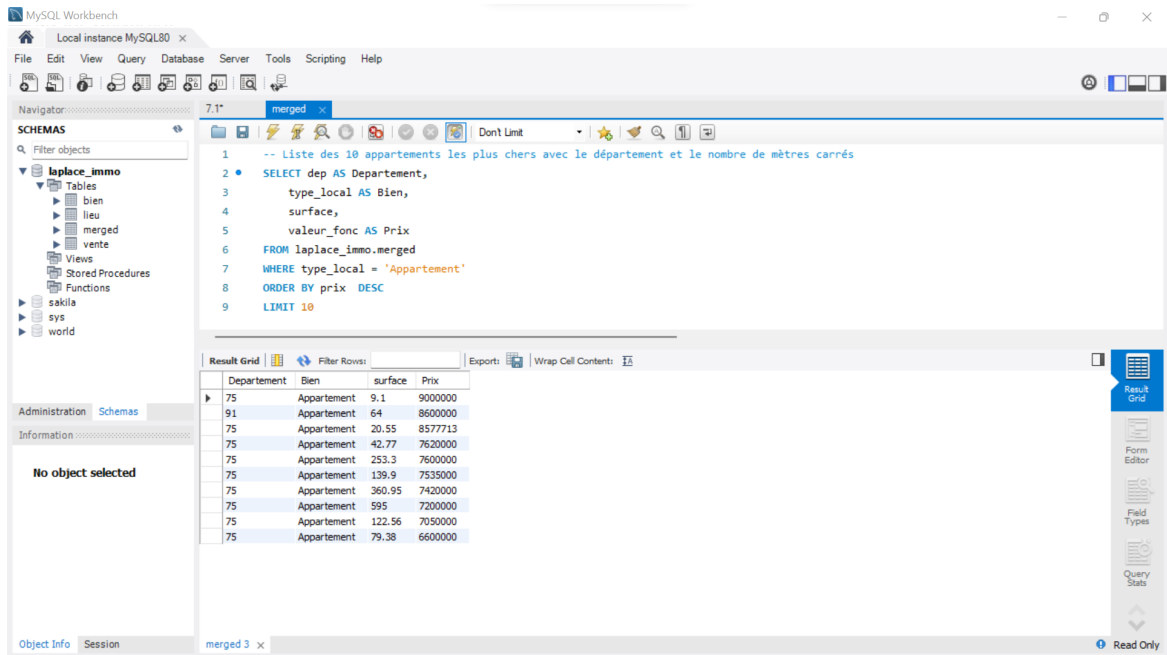 MySQL Workbench
Local instance MySQL80
File Edit View Query Database Server Tools Scripting Help
Navigator
SCHEMAS
Filter objects
laplace_immo
Tables
bien
lieu
merged
vente
Views
Stored Procedures
Functions
sakila
sys
world
Administration Schemas
Information
No object selected
Object Info Session
7.1* merged
Don't Limit
1 -- Liste des 10 appartements les plus chers avec le département et le nombre de mètres carrés
2 SELECT dep AS Departement,
3 type_local AS Bien,
4 surface,
5 valeur_fonc AS Prix
6 FROM laplace_immo.merged
7 WHERE type_local = 'Appartement'
8 ORDER BY prix DESC
9 LIMIT 10
Result Grid Filter Rows: Export: Wrap Cell Content:
Departement Bien surface Prix
75 Appartement 9.1 9000000
91 Appartement 64 8600000
75 Appartement 20.55 8577713
75 Appartement 42.77 7620000
75 Appartement 253.3 7600000
75 Appartement 139.9 7535000
75 Appartement 360.95 7420000
75 Appartement 595 7200000
75 Appartement 122.56 7050000
75 Appartement 79.38 6600000
Result
Grid
Form
Editor
Field
Types
Query
Stats
merged 3
Read Only